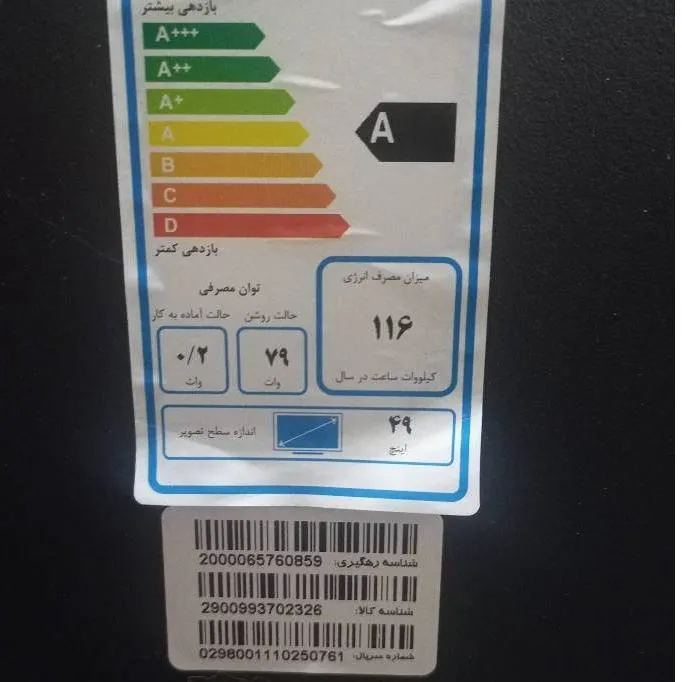 بازدهی بیشتر
A+++
A++
A+
A
A
B
C
D
بازدهی کمتر
میزان مصرف انرژی
۱۱۶
کیلووات ساعت در سال
توان مصرفی
حالت روشن
۷۹
وات
حالت آماده به کار
۰/۲
وات
۴۹
اینچ
اندازه سطح تصویر
شناسه رهگیری: 2000065760859
شناسه کالا: 2900993702326
شماره سریال: 0298001110250761